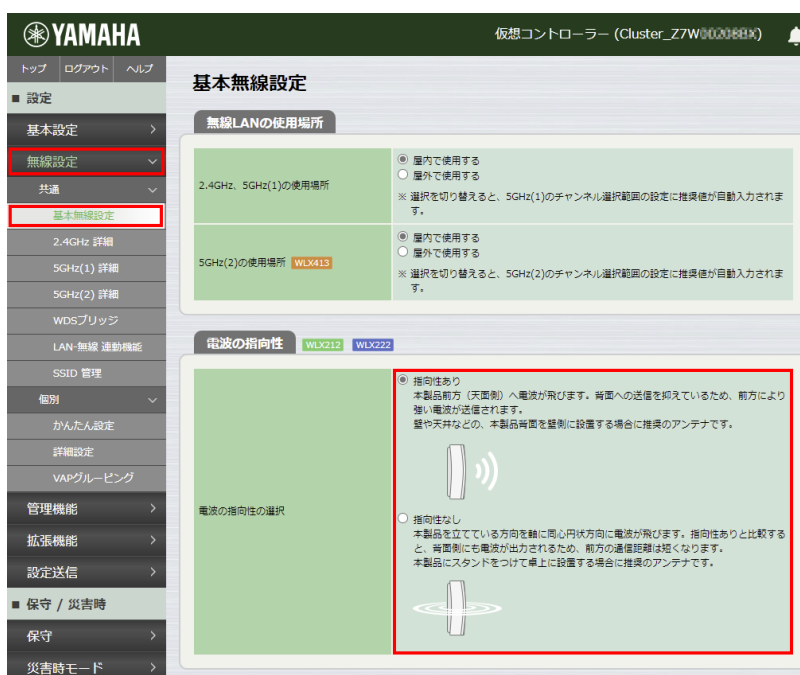 YAMAHA
仮想コントローラー (Cluster_Z7W
トップ ログアウト ヘルプ
■ 設定
基本設定
無線設定
共通
基本無線設定
2.4GHz 詳細
5GHz(1) 詳細
5GHz(2) 詳細
WDSブリッジ
LAN-無線 連動機能
SSID 管理
個別
かんたん設定
詳細設定
VAPグルーピング
管理機能
拡張機能
設定送信
■ 保守 / 災害時
保守
災害時モード
基本無線設定
無線LANの使用場所
2.4GHz、5GHz(1)の使用場所
屋内で使用する
屋外で使用する
※ 選択を切り替えると、5GHz(1)のチャンネル選択範囲の設定に推奨値が自動入力されま
す。
5GHz(2)の使用場所 WLX413
屋内で使用する
屋外で使用する
※ 選択を切り替えると、5GHz(2)のチャンネル選択範囲の設定に推奨値が自動入力されま
す。
電波の指向性 WLX212 WLX222
電波の指向性の選択
指向性あり
本製品前方（天面側）へ電波が飛びます。背面への送信を抑えているため、前方により
強い電波が送信されます。
壁や天井などの、本製品背面を壁側に設置する場合に推奨のアンテナです。
指向性なし
本製品を立てている方向を軸に同心円状方向に電波が飛びます。指向性ありと比較する
と、背面側にも電波が出力されるため、前方の通信距離は短くなります。
本製品にスタンドをつけて卓上に設置する場合に推奨のアンテナです。